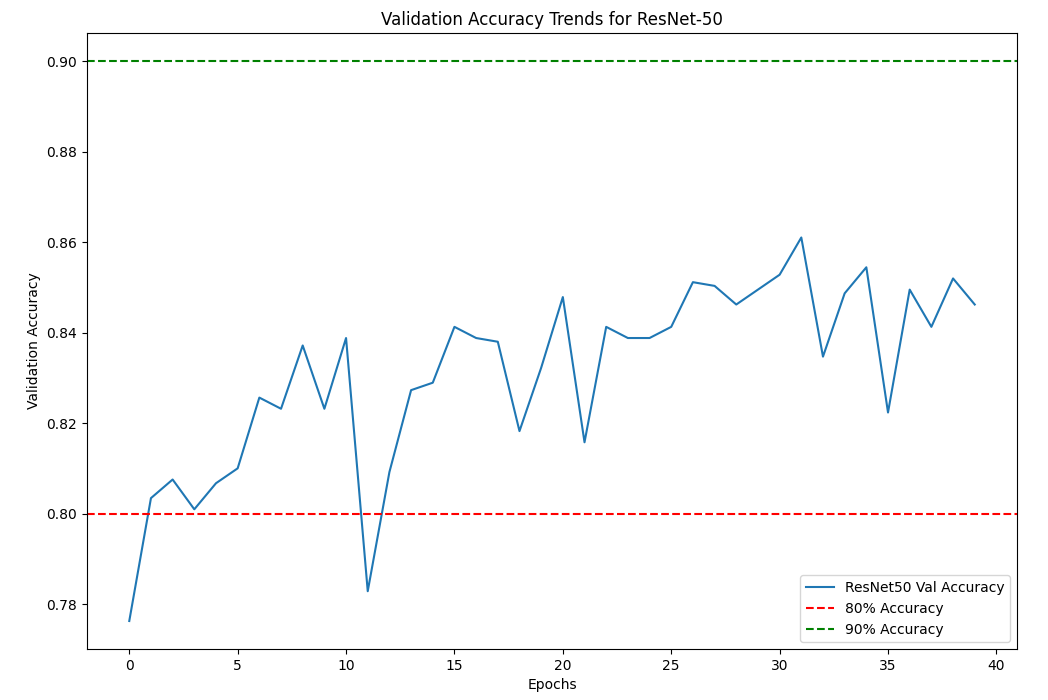 Validation Accuracy Trends for ResNet-50
Validation Accuracy
0.90
0.88
0.86
0.84
0.82
0.80
0.78
0 5 10 15 20 25 30 35 40
Epochs
ResNet50 Val Accuracy
80% Accuracy
90% Accuracy